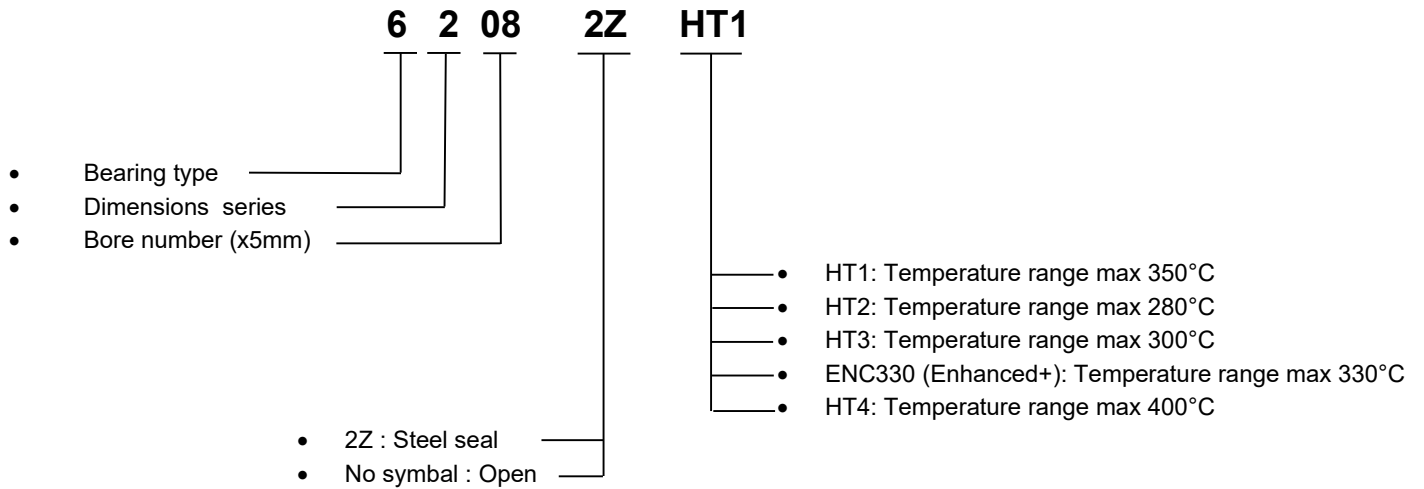 6 2 08 2Z HT1
• Bearing type
• Dimensions series
• Bore number (x5mm)
• HT1: Temperature range max 350°C
• HT2: Temperature range max 280°C
• HT3: Temperature range max 300°C
• ENC330 (Enhanced+): Temperature range max 330°C
• HT4: Temperature range max 400°C
• 2Z : Steel seal
• No symbal : Open